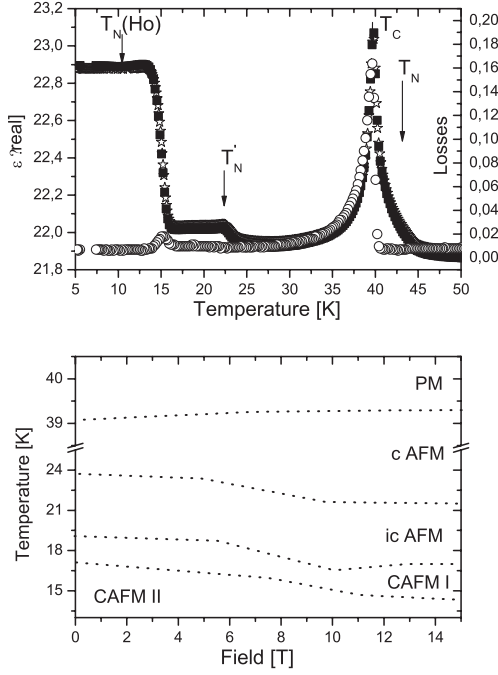 23,2
0,20
T_N(Ho)
T_C
23,0
0,18
0,16
22,8
T_N
0,14
22,6
0,12
ε ?real]
Losses
0,10
22,4
0,08
T'_N
0,06
22,2
0,04
22,0
0,02
0,00
21,8
5 10 15 20 25 30 35 40 45 50
Temperature [K]
40
PM
39
c AFM
Temperature [K]
24
21
ic AFM
18
CAFM I
15
CAFM II
0 2 4 6 8 10 12 14
Field [T]